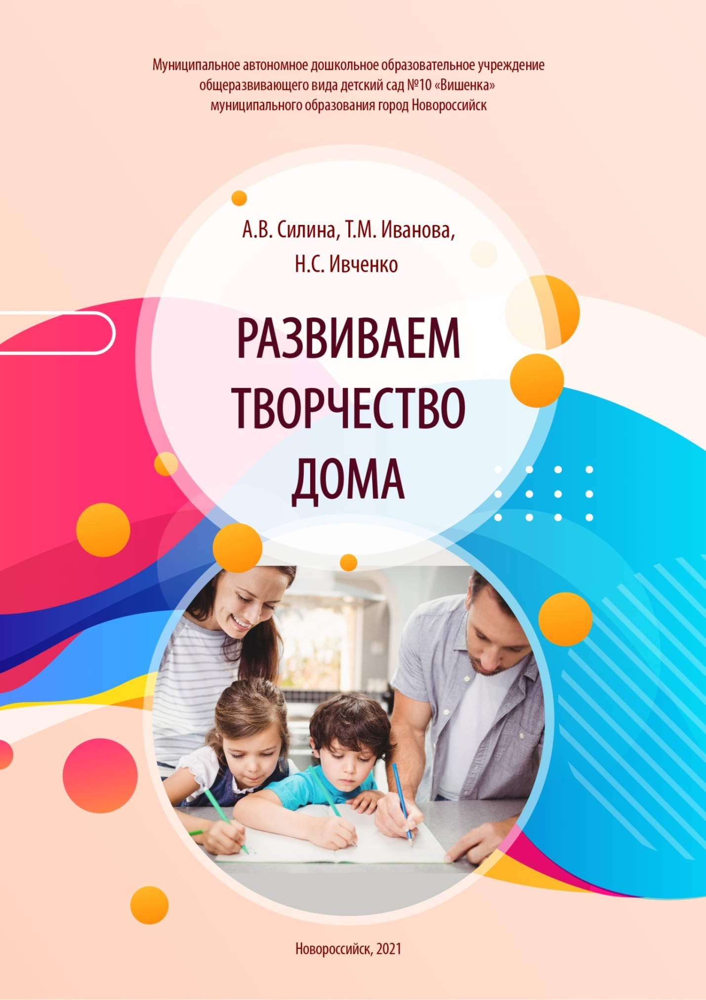 Муниципальное автономное дошкольное образовательное учреждение
общеразвивающего вида детский сад №10 «Вишенка»
муниципального образования город Новороссийск
А.В. Силина, Т.М. Иванова,
Н.С. Ивченко
РАЗВИВАЕМ
ТВОРЧЕСТВО
ДОМА
Новороссийск, 2021